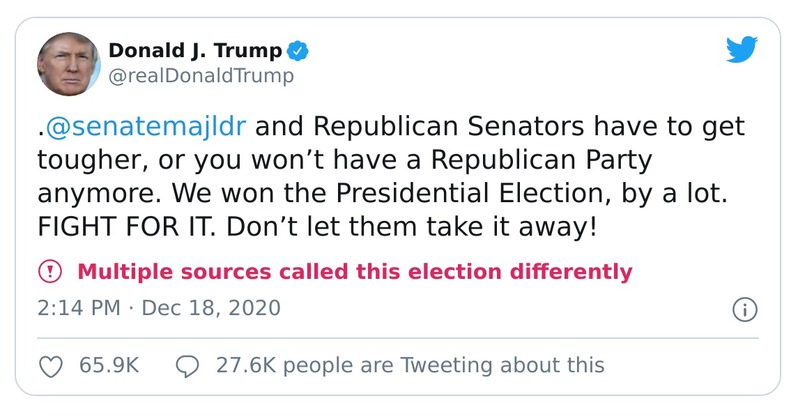 Donald J. Trump
@realDonaldTrump
.@senatemajldr and Republican Senators have to get
tougher, or you won’t have a Republican Party
anymore. We won the Presidential Election, by a lot.
FIGHT FOR IT. Don’t let them take it away!
Multiple sources called this election differently
2:14 PM · Dec 18, 2020
65.9K 27.6K people are Tweeting about this